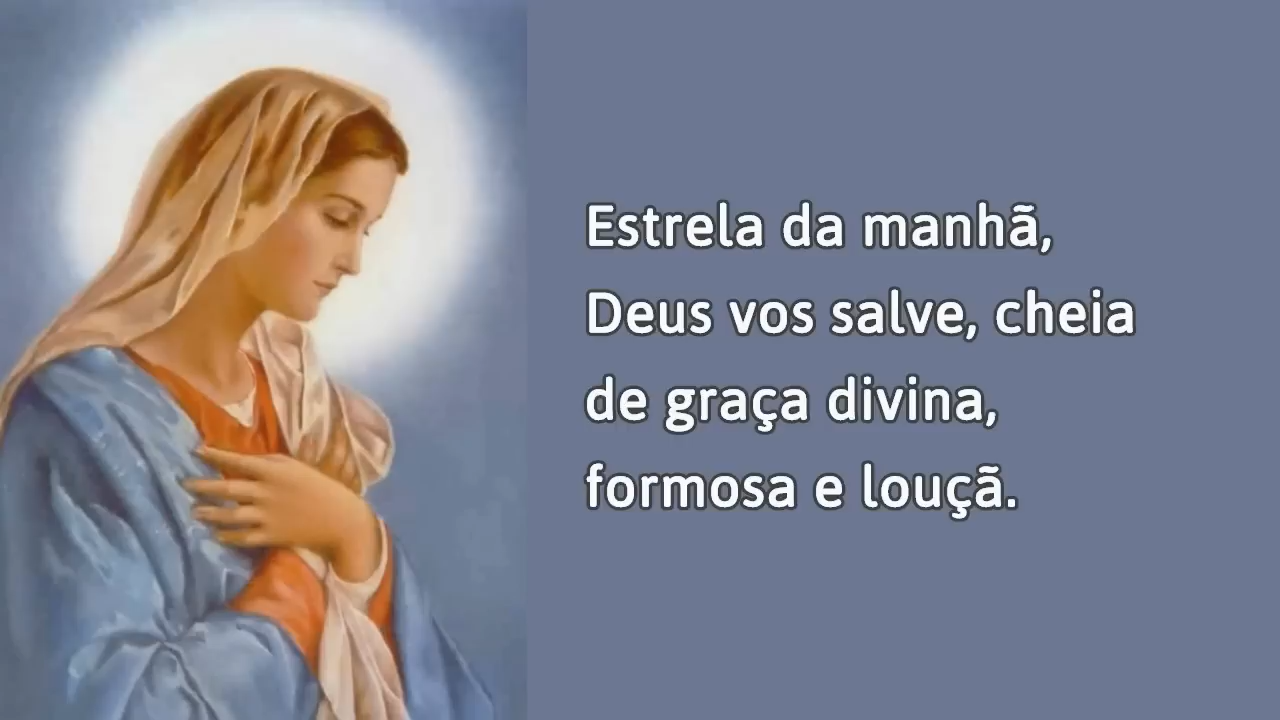 Estrela da manhã,
Deus vos salve, cheia
de graça divina,
formosa e louçã.